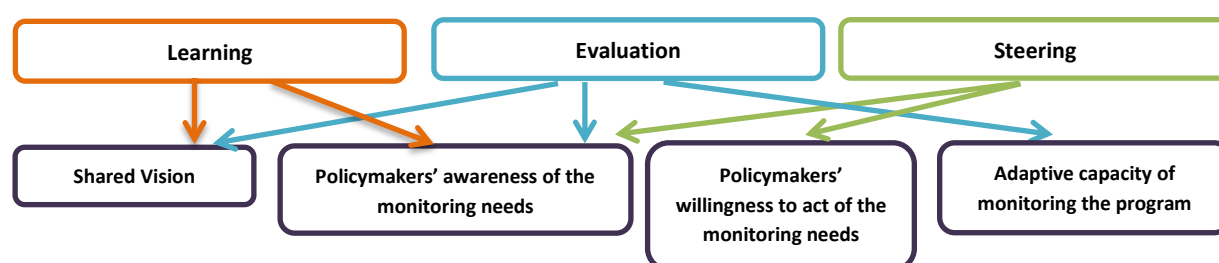 Learning
Evaluation
Steering
Shared Vision
Policymakers’ awareness of the
monitoring needs
Policymakers’
willingness to act of the
monitoring needs
Adaptive capacity of
monitoring the program